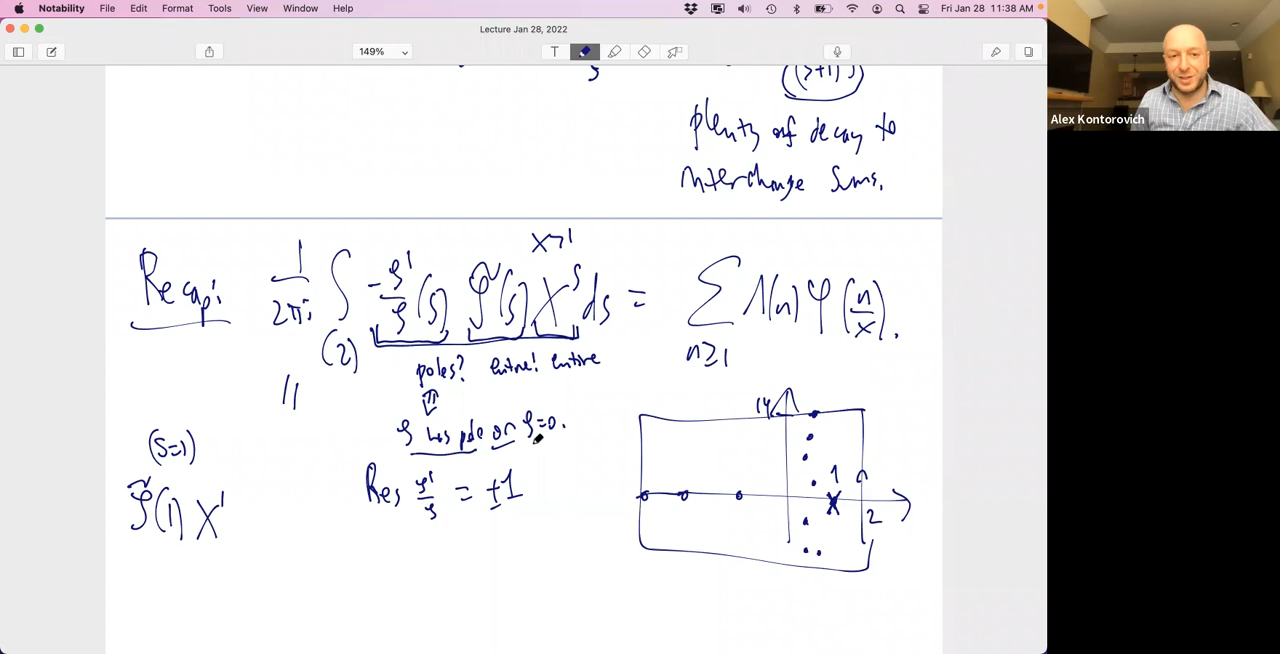 Notability File Edit Format Tools View Window Help Fri Jan 28 11:38 AM
Lecture Jan 28, 2022
149%
T
Alex Kontorovich
(s+1)
plenty of decay to
interchange sums.
X>1
Recap: 1/2πi ∫(2) -ζ'/ζ(s) φ̃(s) X^s ds = ∑n≥1 Λ(n) φ(n/X).
poles? entire! entire
ζ has pole or ζ=0.
(s=1)
Res ζ'/ζ = ±1
φ̃(1) X^1
14
1
2